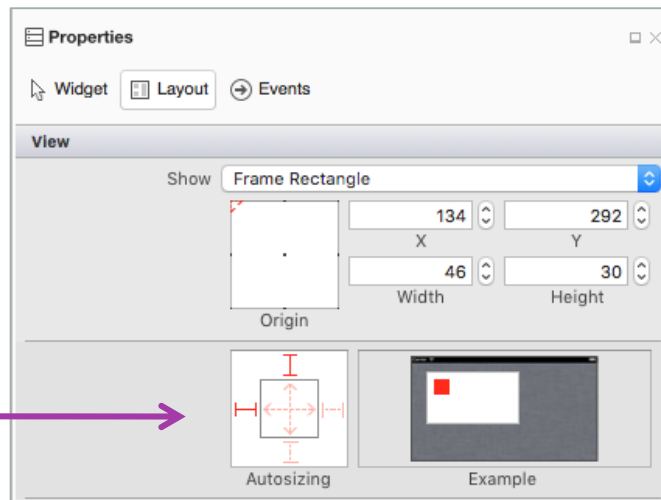 Properties
Widget Layout Events
View
Show Frame Rectangle
134 292
X Y
46 30
Width Height
Origin
Autosizing Example